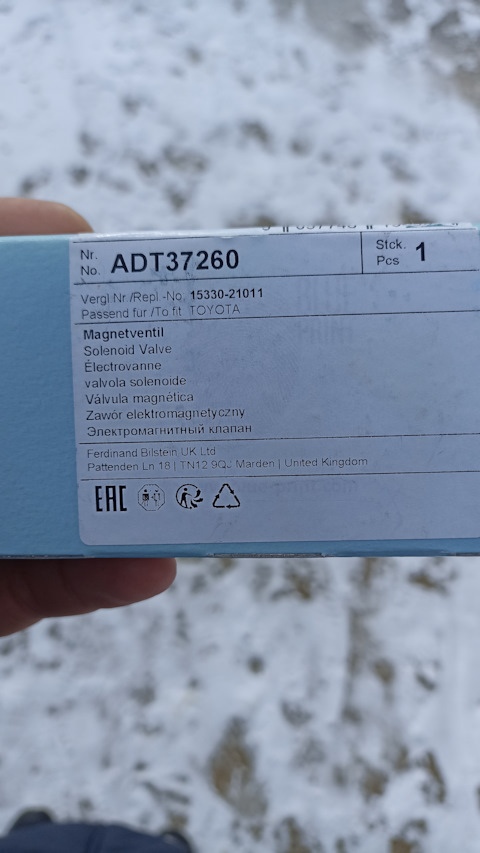 Nr.
No. ADT37260
Stck.
Pcs 1
Vergl.Nr./Repl.-No. 15330-21011
Passend für /To fit TOYOTA
Magnetventil
Solenoid Valve
Électrovanne
valvola solenoide
Válvula magnética
Zawór elektromagnetyczny
Электромагнитный клапан
Ferdinand Bilstein UK Ltd
Pattenden Ln 18 | TN12 9QJ Marden | United Kingdom
EAC